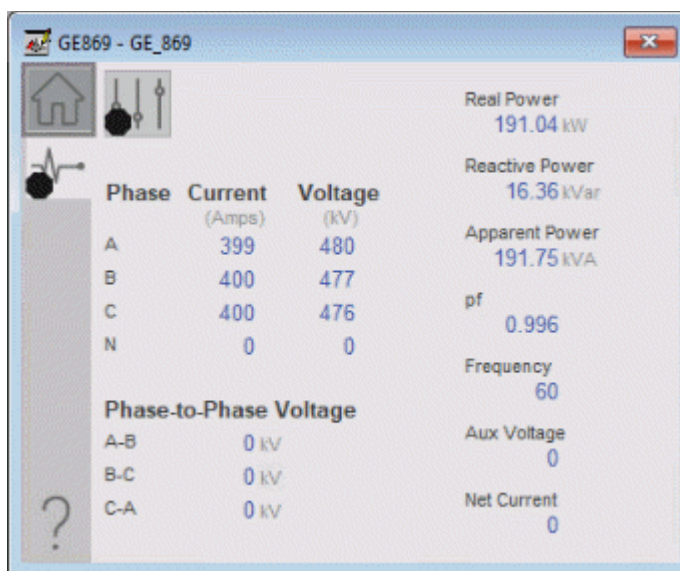 GE869 - GE_869
Phase Current Voltage
(Amps) (kV)
A 399 480
B 400 477
C 400 476
N 0 0
Phase-to-Phase Voltage
A-B 0 kV
B-C 0 kV
C-A 0 kV
?
Real Power
191.04 kW
Reactive Power
16.36 kVar
Apparent Power
191.75 kVA
pf
0.996
Frequency
60
Aux Voltage
0
Net Current
0